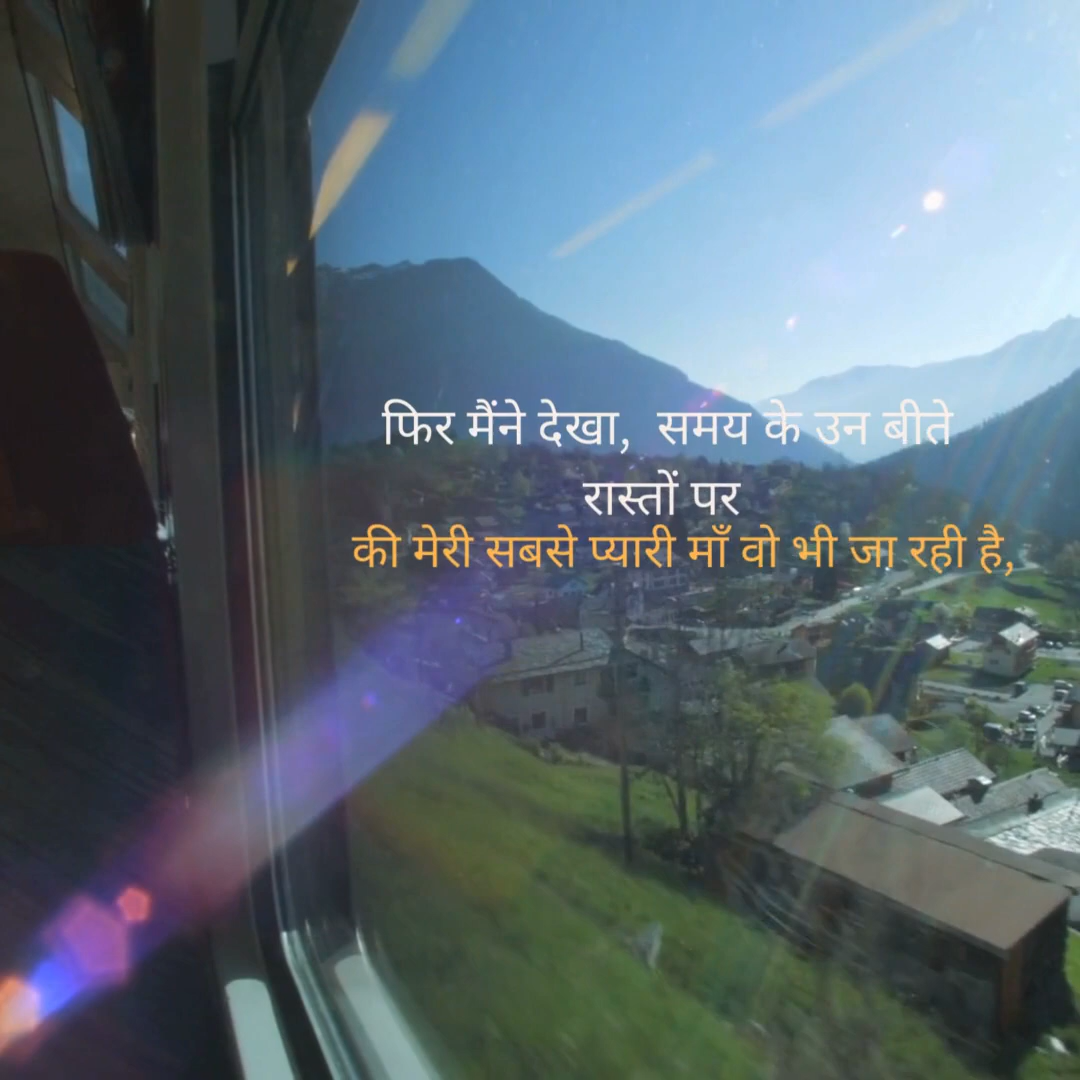 फिर मैंने देखा,  समय के उन बीते
रास्तों पर
की मेरी सबसे प्यारी माँ वो भी जा रही है,